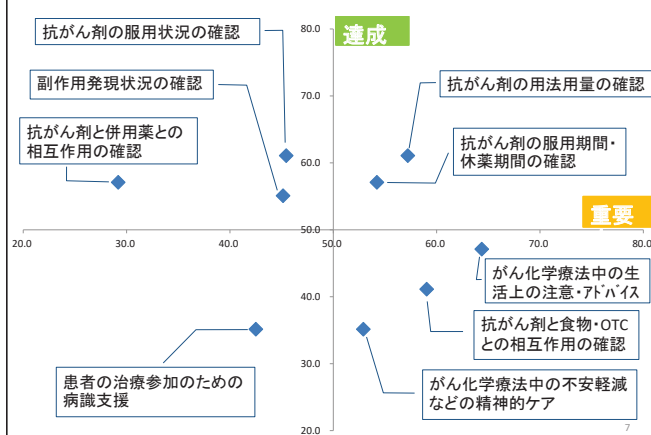 抗がん剤の服用状況の確認
80.0
達成
副作用発現状況の確認
70.0
抗がん剤の用法用量の確認
抗がん剤と併用薬との
相互作用の確認
60.0
抗がん剤の服用期間・
休薬期間の確認
50.0
重要
20.0
30.0
40.0
50.0
60.0
70.0
80.0
がん化学療法中の生
活上の注意・アドバイス
40.0
抗がん剤と食物・OTC
との相互作用の確認
30.0
患者の治療参加のための
病識支援
がん化学療法中の不安軽減
などの精神的ケア
20.0
7